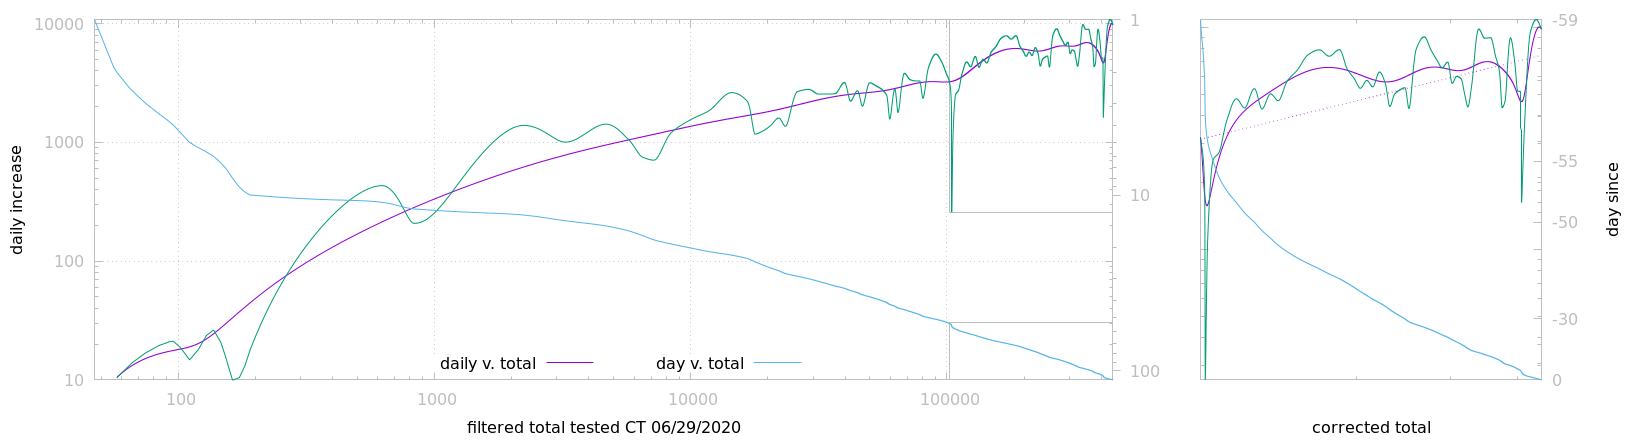 10000
1000
100
10
daily increase
100
1000
10000
100000
filtered total tested CT 06/29/2020
daily v. total
day v. total
1
10
100
-59
-55
-50
-30
0
day since
corrected total